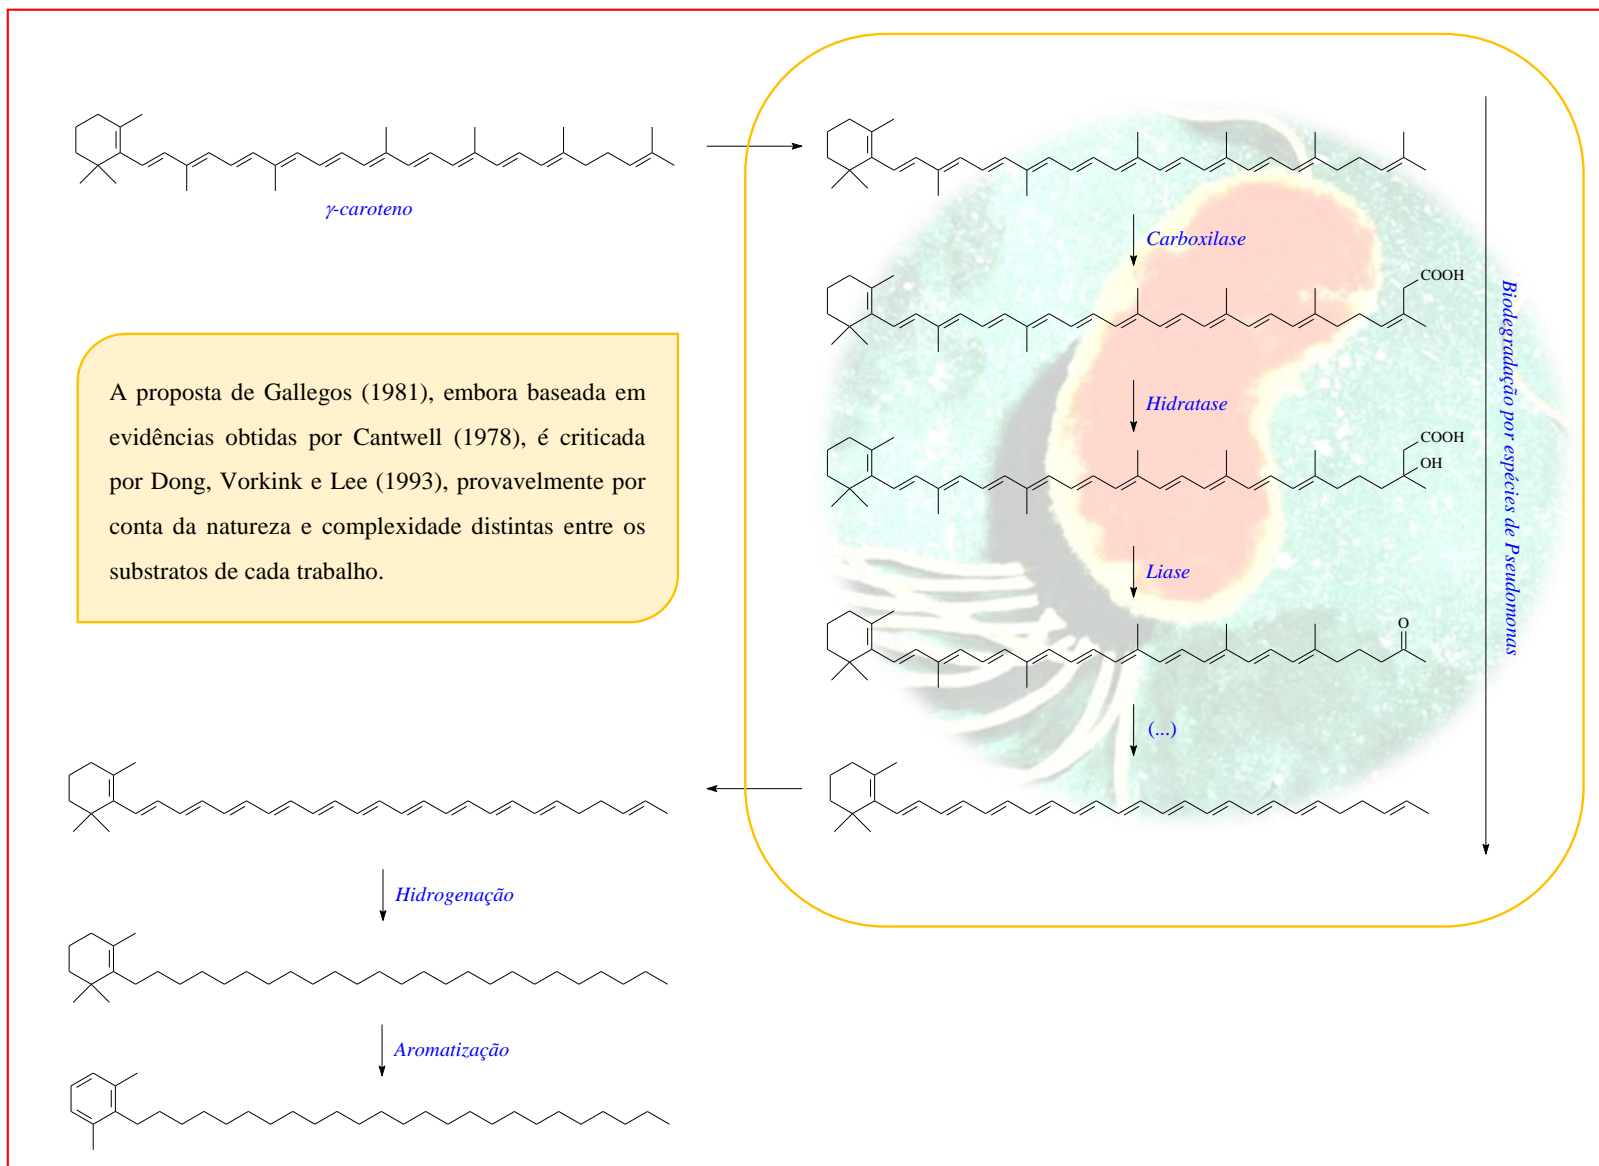 γ-caroteno
A proposta de Gallegos (1981), embora baseada em
evidências obtidas por Cantwell (1978), é criticada
por Dong, Vorkink e Lee (1993), provavelmente por
conta da natureza e complexidade distintas entre os
substratos de cada trabalho.
Carboxilase
COOH
Hidratase
COOH
OH
Liase
O
(...)
Biodegradação por espécies de Pseudomonas
Hidrogenação
Aromatização